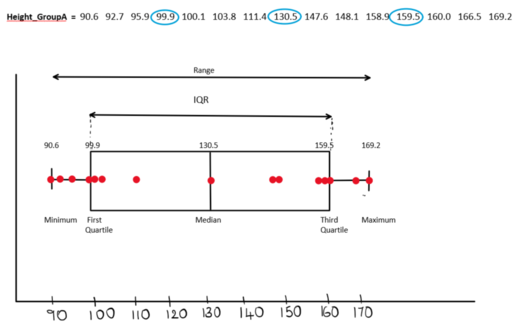 Height_GroupA = 90.6 92.7 95.9 99.9 100.1 103.8 111.4 130.5 147.6 148.1 158.9 159.5 160.0 166.5 169.2
Range
IQR
90.6 99.9 130.5 159.5 169.2
Minimum First Quartile Median Third Quartile Maximum
90 100 110 120 130 140 150 160 170